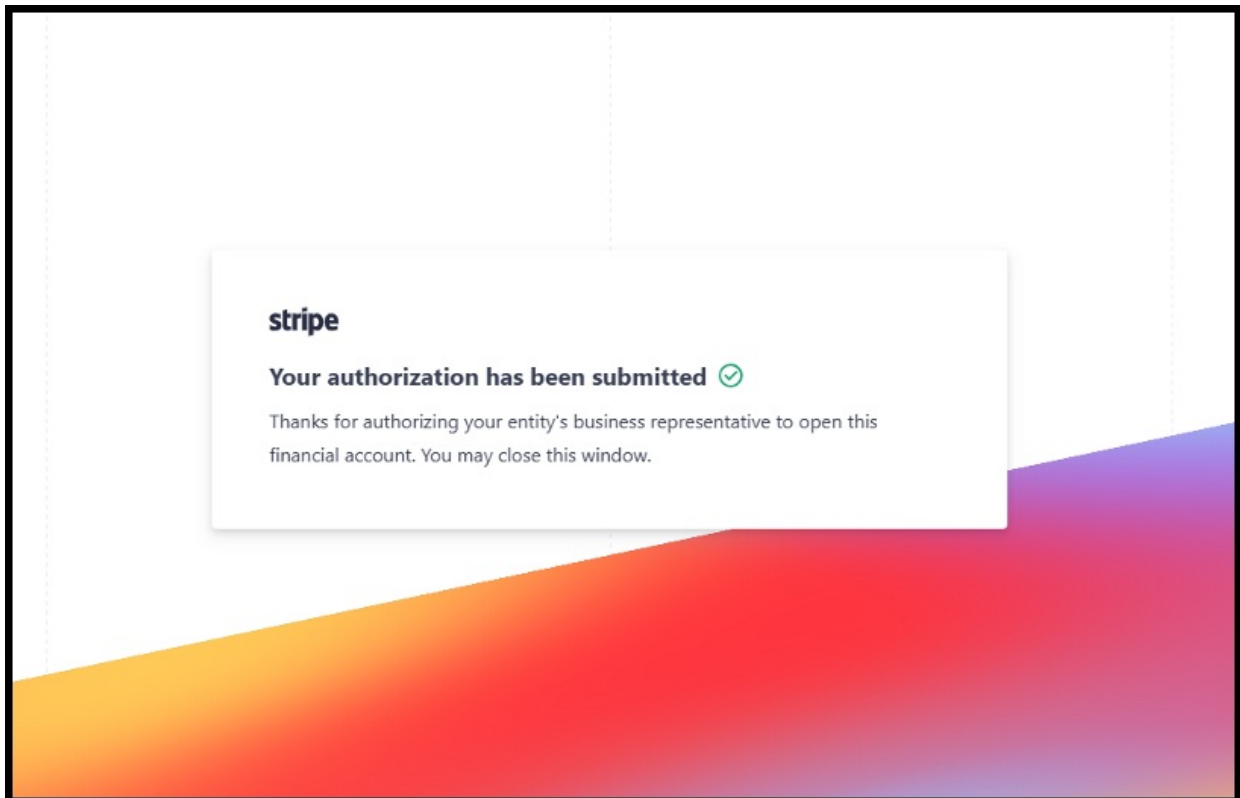 stripe
Your authorization has been submitted
Thanks for authorizing your entity's business representative to open this
financial account. You may close this window.